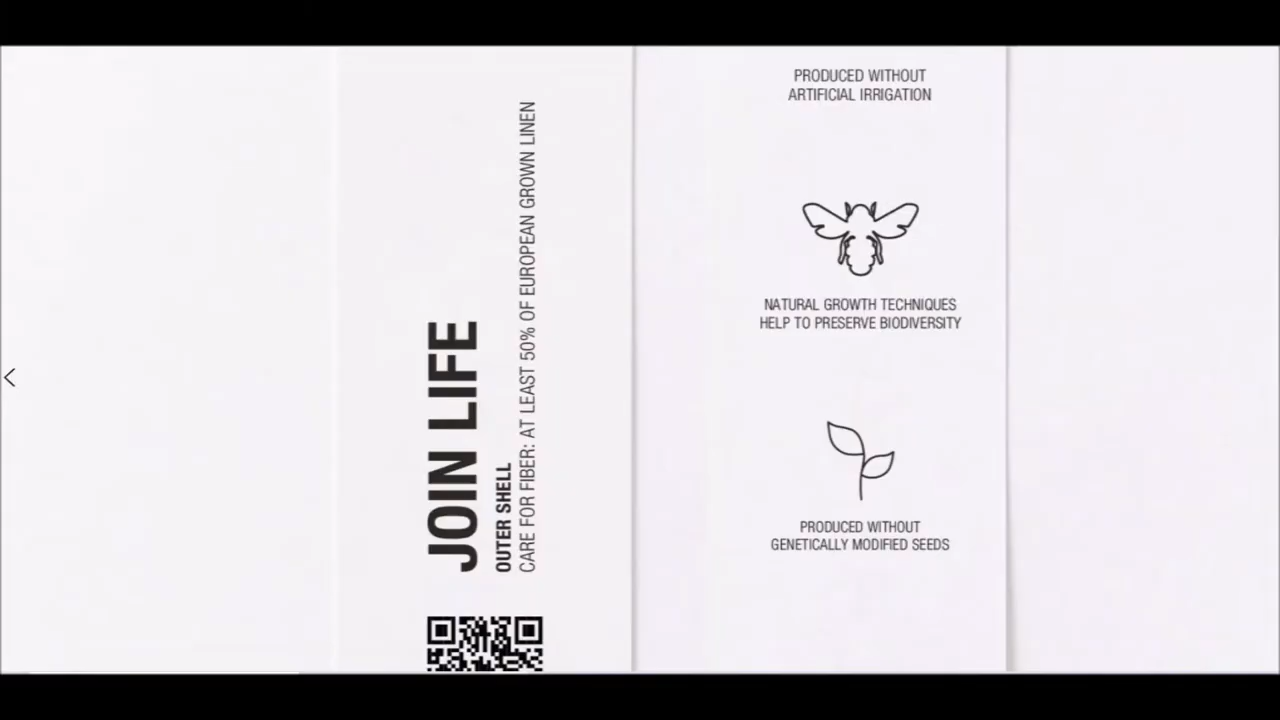 JOIN LIFE
OUTER SHELL
CARE FOR FIBER: AT LEAST 50% OF EUROPEAN GROWN LINEN
PRODUCED WITHOUT
ARTIFICIAL IRRIGATION
NATURAL GROWTH TECHNIQUES
HELP TO PRESERVE BIODIVERSITY
PRODUCED WITHOUT
GENETICALLY MODIFIED SEEDS